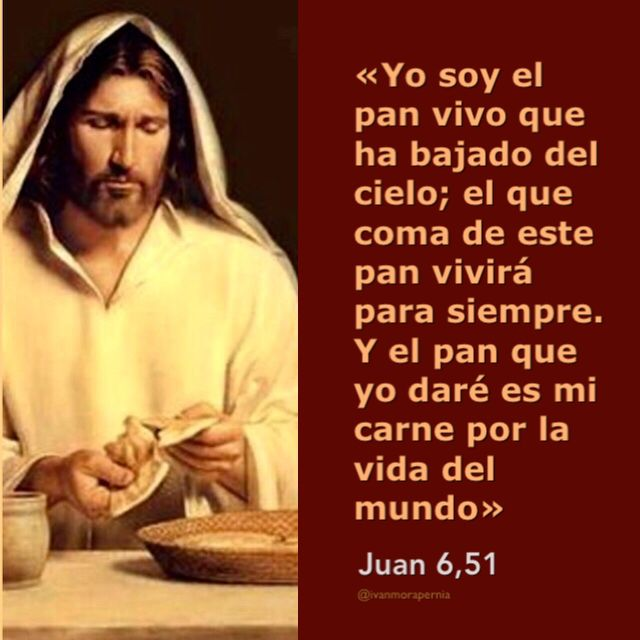 «Yo soy el
pan vivo que
ha bajado del
cielo; el que
coma de este
pan vivirá
para siempre.
Y el pan que
yo daré es mi
carne por la
vida del
mundo»
Juan 6,51
@ivanmorapernia